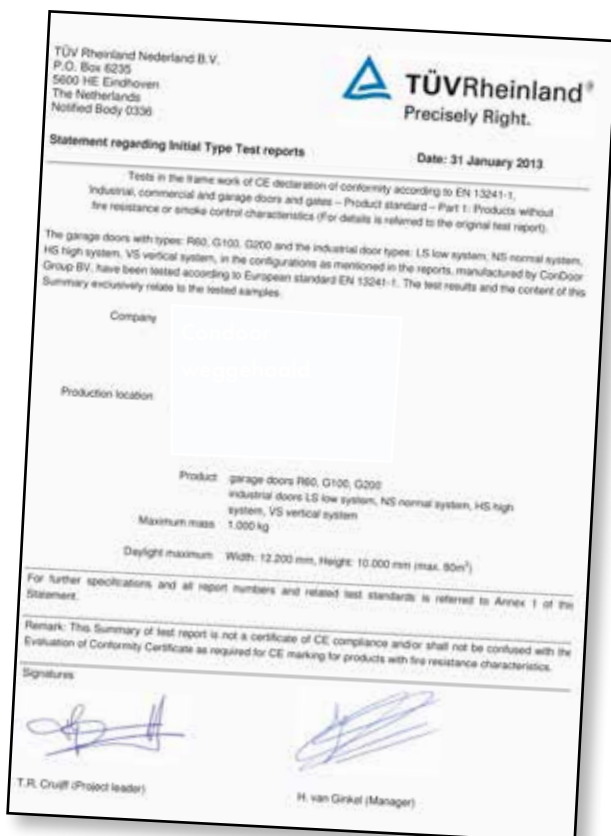 TÜV Rheinland Nederland B.V.
P.O. Box 6235
5600 HE Eindhoven
The Netherlands
Notified Body 0336
TÜVRheinland®
Precisely Right.
Statement regarding Initial Type Test reports
Date: 31 January 2013
Tests in the frame work of CE declaration of conformity according to EN 13241-1,
Industrial, commercial and garage doors and gates – Product standard – Part 1: Products without
fire resistance or smoke control characteristics (For details is referred to the original test report).
The garage doors with types: R60, G100, G200 and the industrial door types: LS low system, NS normal system,
HS high system, VS vertical system, in the configurations as mentioned in the reports, manufactured by ConDoor
Group BV, have been tested according to European standard EN 13241-1. The test results and the content of this
Summary exclusively relate to the tested samples.
Company
Production location
Product garage doors R60, G100, G200
industrial doors LS low system, NS normal system, HS high
system, VS vertical system
Maximum mass 1.000 kg
Daylight maximum Width: 12.200 mm, Height: 10.000 mm (max. 80m²)
For further specifications and all report numbers and related test standards is referred to Annex 1 of this
Statement.
Remark: This Summary of test report is not a certificate of CE compliance and/or shall not be confused with the
Evaluation of Conformity Certificate as required for CE marking for products with fire resistance characteristics.
Signatures
T.R. Cruijff (Project leader)
H. van Ginkel (Manager)